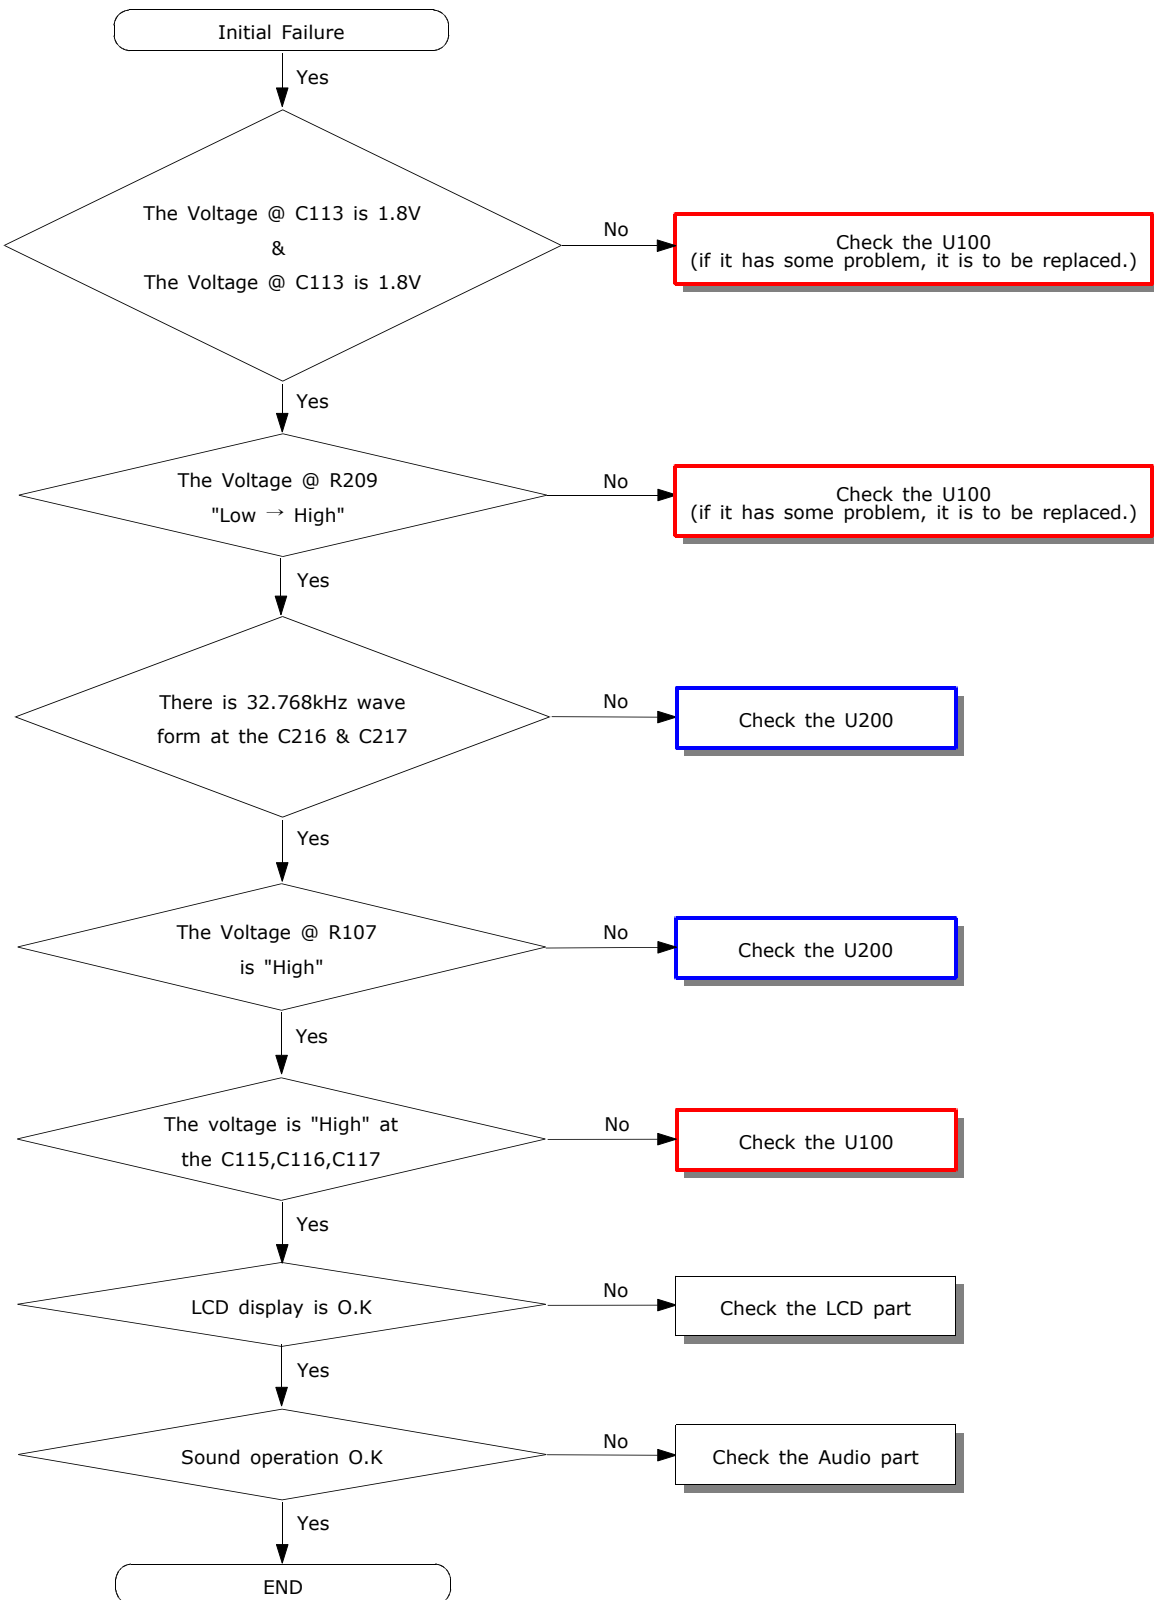 Initial Failure
Yes
The Voltage @ C113 is 1.8V
&
The Voltage @ C113 is 1.8V
No
Check the U100
(if it has some problem, it is to be replaced.)
Yes
The Voltage @ R209
"Low → High"
No
Check the U100
(if it has some problem, it is to be replaced.)
Yes
There is 32.768kHz wave
form at the C216 & C217
No
Check the U200
Yes
The Voltage @ R107
is "High"
No
Check the U200
Yes
The voltage is "High" at
the C115,C116,C117
No
Check the U100
Yes
LCD display is O.K
No
Check the LCD part
Yes
Sound operation O.K
No
Check the Audio part
Yes
END